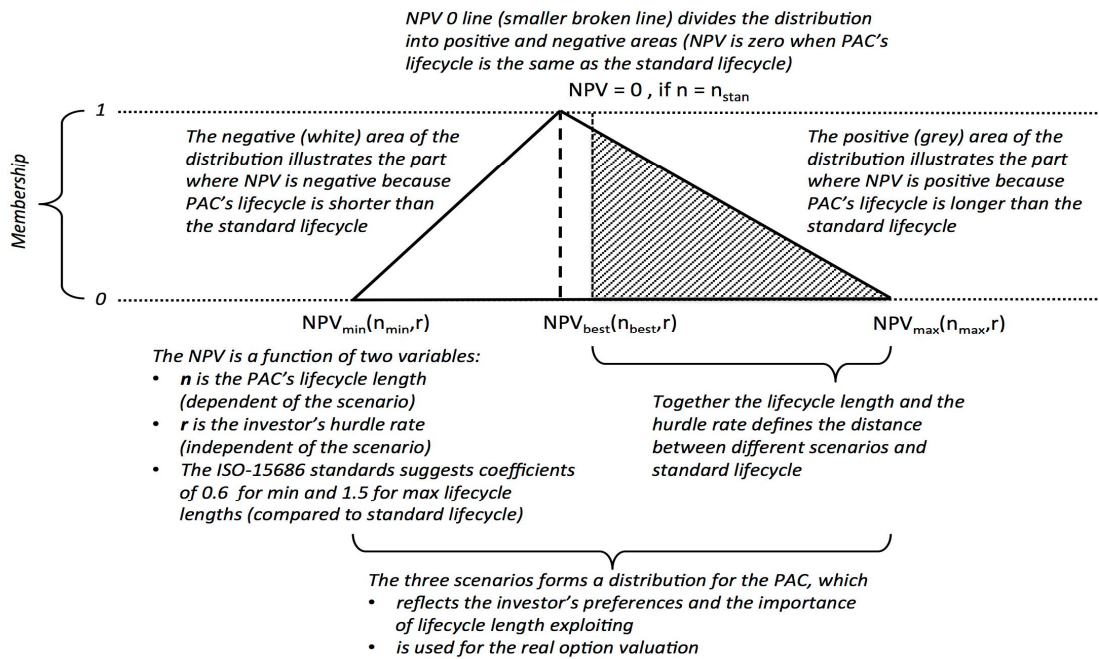 NPV 0 line (smaller broken line) divides the distribution
into positive and negative areas (NPV is zero when PAC's
lifecycle is the same as the standard lifecycle)
NPV = 0 , if n = nstan
1
The negative (white) area of the
distribution illustrates the part
where NPV is negative because
PAC's lifecycle is shorter than
the standard lifecycle
The positive (grey) area of the
distribution illustrates the part
where NPV is positive because
PAC's lifecycle is longer than the
standard lifecycle
Membership
0
NPVmin(nmin,r)
NPVbest(nbest,r)
NPVmax(nmax,r)
The NPV is a function of two variables:
• n is the PAC's lifecycle length
(dependent of the scenario)
• r is the investor's hurdle rate
(independent of the scenario)
• The ISO-15686 standards suggests coefficients
of 0.6 for min and 1.5 for max lifecycle
lengths (compared to standard lifecycle)
Together the lifecycle length and the
hurdle rate defines the distance
between different scenarios and
standard lifecycle
The three scenarios forms a distribution for the PAC, which
• reflects the investor's preferences and the importance
of lifecycle length exploiting
• is used for the real option valuation